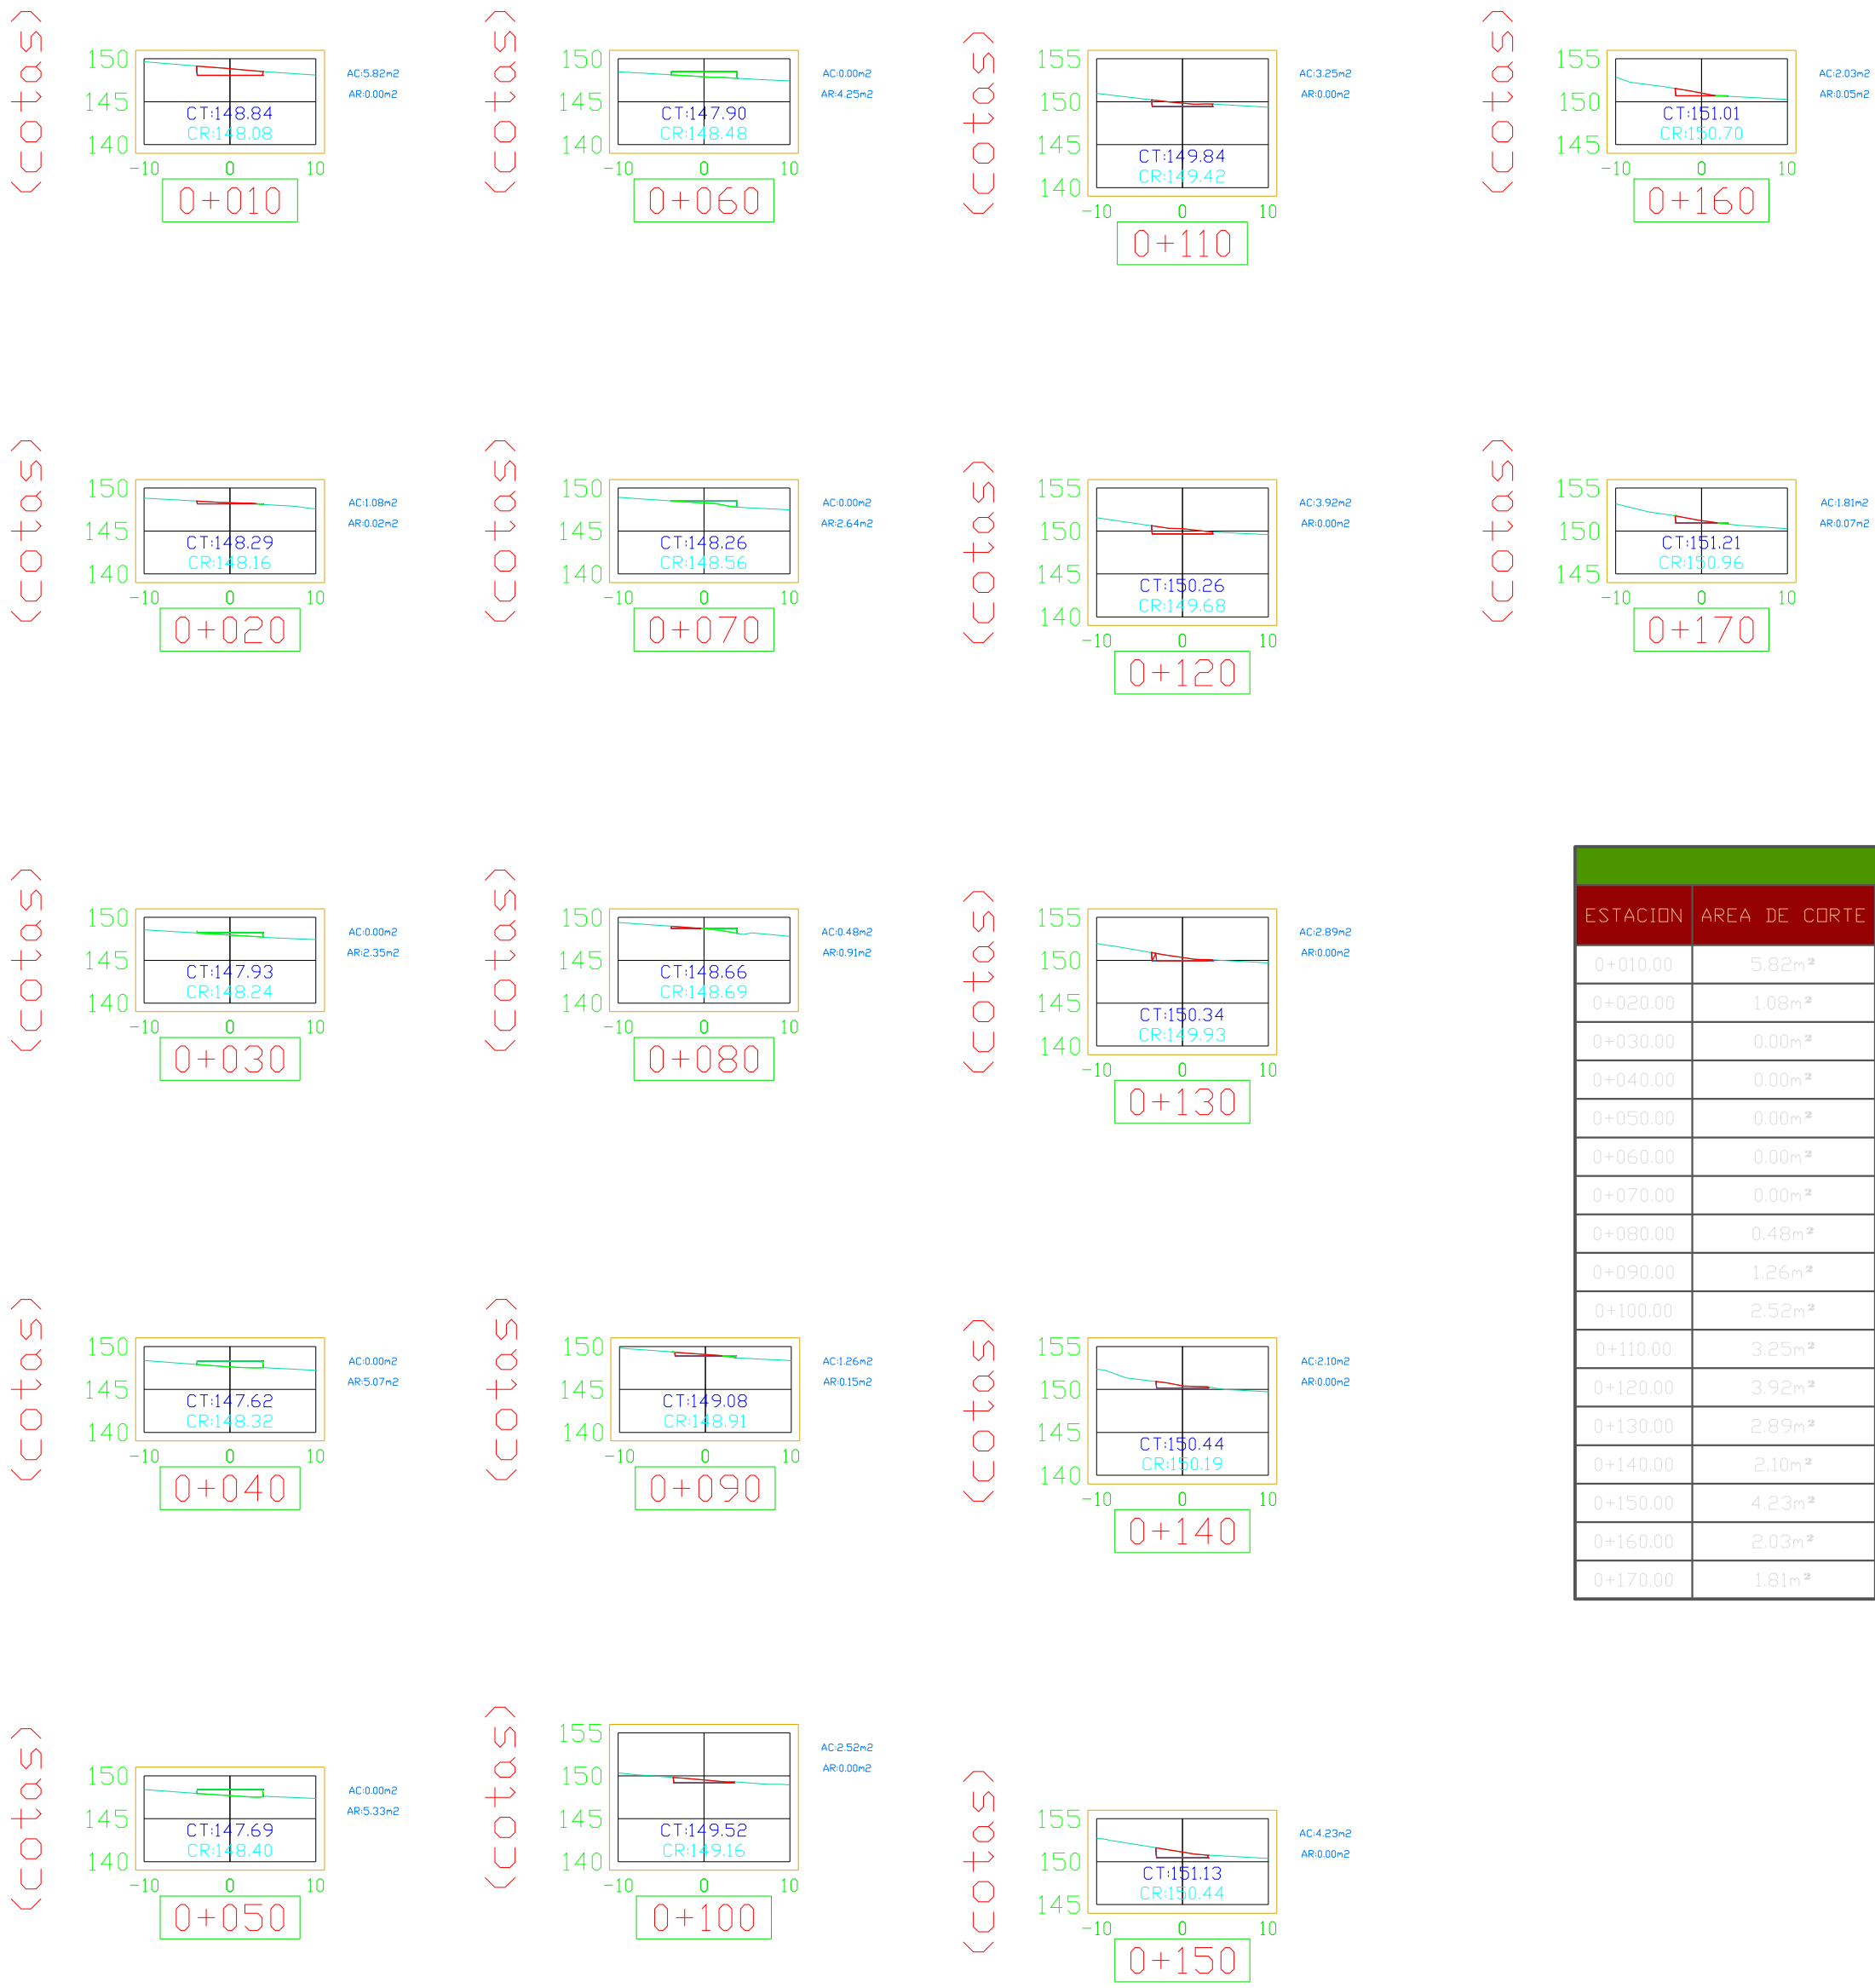 (cotas)
150
145
140
-10
0
10
CT:148.84
CR:148.08
AC:5.82m2
AR:0.00m2
0+010
(cotas)
150
145
140
-10
0
10
CT:148.29
CR:148.16
AC:1.08m2
AR:0.02m2
0+020
(cotas)
150
145
140
-10
0
10
CT:147.93
CR:148.24
AC:0.00m2
AR:2.35m2
0+030
(cotas)
150
145
140
-10
0
10
CT:147.62
CR:148.32
AC:0.00m2
AR:5.07m2
0+040
(cotas)
150
145
140
-10
0
10
CT:147.69
CR:148.40
AC:0.00m2
AR:5.33m2
0+050
(cotas)
150
145
140
-10
0
10
CT:147.90
CR:148.48
AC:0.00m2
AR:4.25m2
0+060
(cotas)
150
145
140
-10
0
10
CT:148.26
CR:148.56
AC:0.00m2
AR:2.64m2
0+070
(cotas)
150
145
140
-10
0
10
CT:148.66
CR:148.69
AC:0.48m2
AR:0.91m2
0+080
(cotas)
150
145
140
-10
0
10
CT:149.08
CR:148.91
AC:1.26m2
AR:0.15m2
0+090
(cotas)
155
150
145
140
-10
0
10
CT:149.52
CR:149.16
AC:2.52m2
AR:0.00m2
0+100
(cotas)
155
150
145
140
-10
0
10
CT:149.84
CR:149.42
AC:3.25m2
AR:0.00m2
0+110
(cotas)
155
150
145
140
-10
0
10
CT:150.26
CR:149.68
AC:3.92m2
AR:0.00m2
0+120
(cotas)
155
150
145
140
-10
0
10
CT:150.34
CR:149.93
AC:2.89m2
AR:0.00m2
0+130
(cotas)
155
150
145
140
-10
0
10
CT:150.44
CR:150.19
AC:2.10m2
AR:0.00m2
0+140
(cotas)
155
150
145
-10
0
10
CT:151.13
CR:150.44
AC:4.23m2
AR:0.00m2
0+150
(cotas)
155
150
145
-10
0
10
CT:151.01
CR:150.70
AC:2.03m2
AR:0.05m2
0+160
(cotas)
155
150
145
-10
0
10
CT:151.21
CR:150.96
AC:1.81m2
AR:0.07m2
0+170
ESTACION AREA DE CORTE
0+010.00 5.82m²
0+020.00 1.08m²
0+030.00 0.00m²
0+040.00 0.00m²
0+050.00 0.00m²
0+060.00 0.00m²
0+070.00 0.00m²
0+080.00 0.48m²
0+090.00 1.26m²
0+100.00 2.52m²
0+110.00 3.25m²
0+120.00 3.92m²
0+130.00 2.89m²
0+140.00 2.10m²
0+150.00 4.23m²
0+160.00 2.03m²
0+170.00 1.81m²